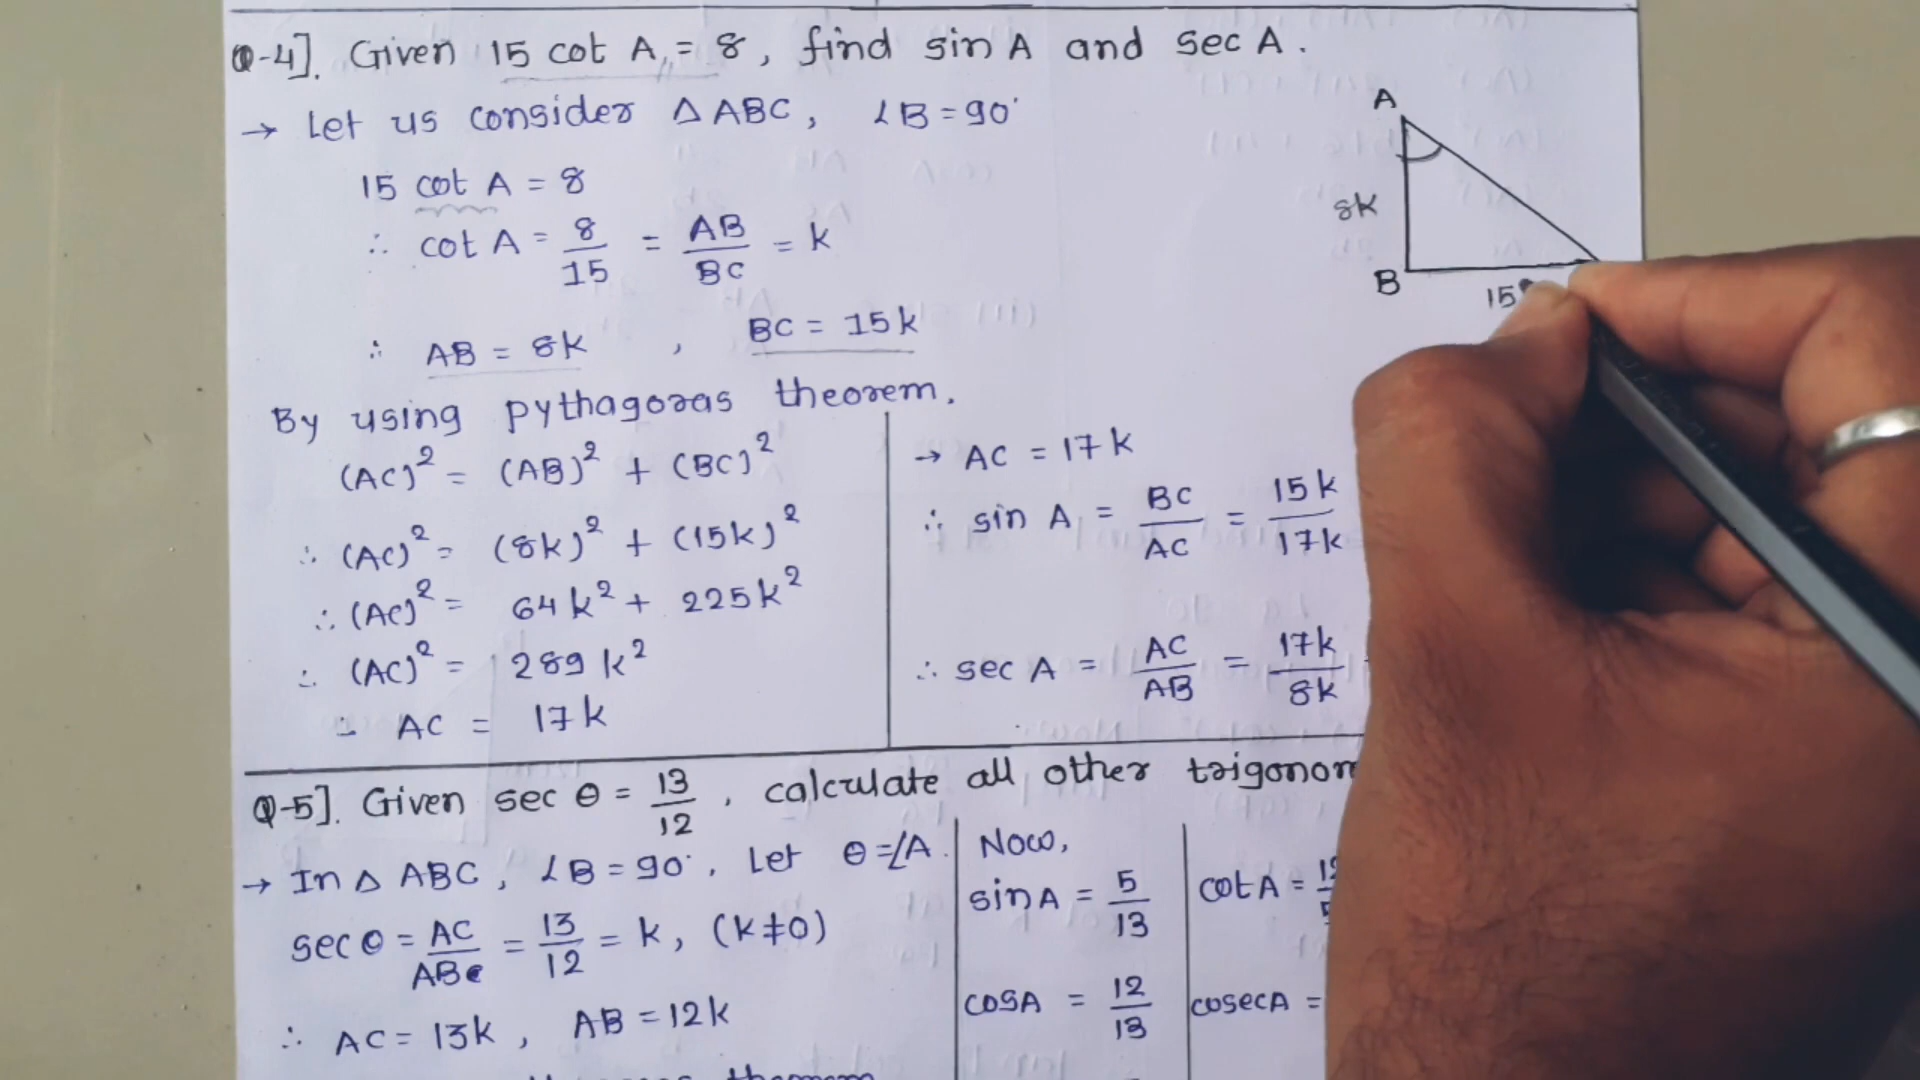 Q-4]. Given 15 cot A = 8, find sin A and sec A.
→ Let us consider Δ ABC, ∠B = 90°
15 cot A = 8
∴ cot A = 8/15 = AB/BC = k
∴ AB = 8k , BC = 15k
By using pythagoras theorem.
(AC)² = (AB)² + (BC)²
∴ (AC)² = (8k)² + (15k)²
∴ (AC)² = 64k² + 225k²
∴ (AC)² = 289 k²
∴ AC = 17k
→ AC = 17k
∴ sin A = BC/AC = 15k/17k
∴ sec A = AC/AB = 17k/8k
A
8k
B
15
Q-5]. Given sec θ = 13/12, calculate all other
→ In Δ ABC, ∠B = 90°, Let θ = ∠A.
sec θ = AC/AB = 13/12 = k, (k ≠ 0)
∴ AC = 13k, AB = 12k
Now,
sin A = 5/13
cos A = 12/13
cot A =
cosec A =